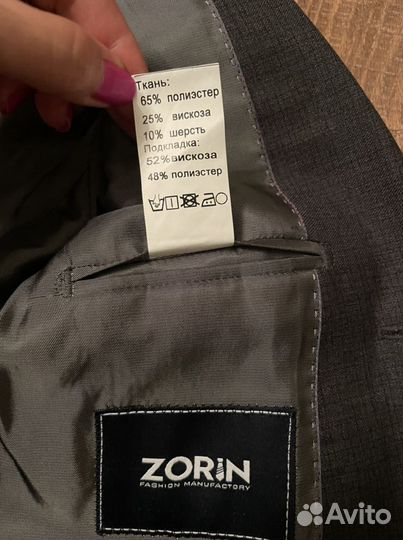 Ткань:
65% полиэстер
25% вискоза
10% шерсть
Подкладка:
52% вискоза
48% полиэстер
ZORiN
FASHION MANUFACTORY
Avito